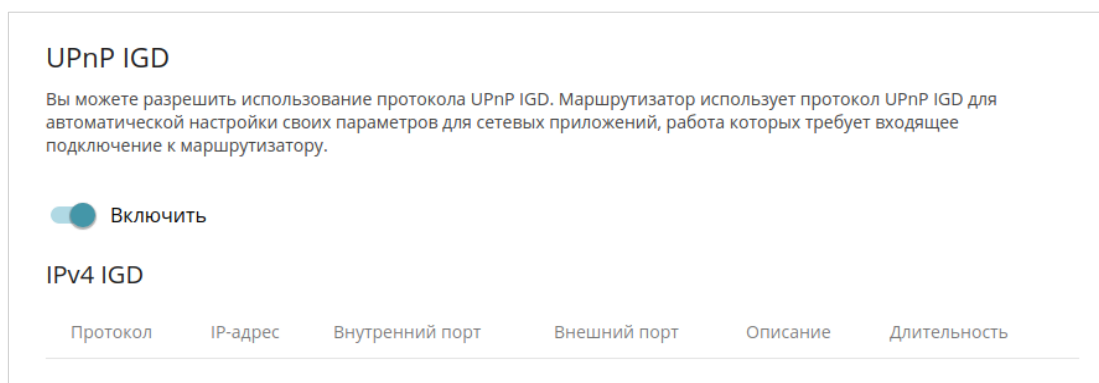 UPnP IGD
Вы можете разрешить использование протокола UPnP IGD. Маршрутизатор использует протокол UPnP IGD для
автоматической настройки своих параметров для сетевых приложений, работа которых требует входящее
подключение к маршрутизатору.
Включить
IPv4 IGD
Протокол IP-адрес Внутренний порт Внешний порт Описание Длительность